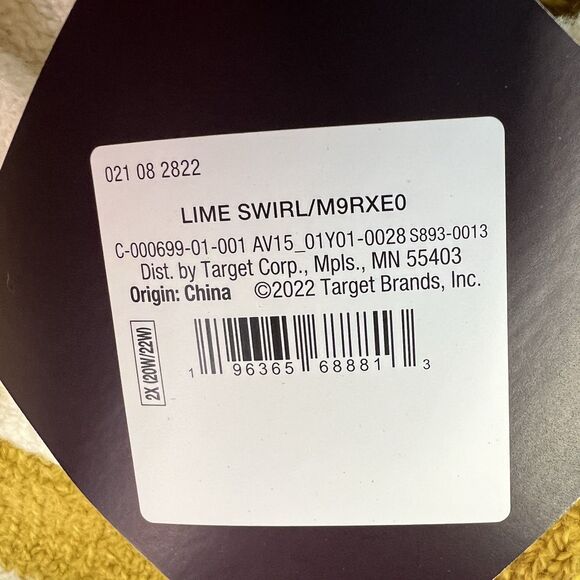 021 08 2822
LIME SWIRL/M9RXE0
C-000699-01-001 AV15_01Y01-0028 S893-0013
Dist. by Target Corp., Mpls., MN 55403
Origin: China ©2022 Target Brands, Inc.
2X (20W/22W)
1 96365 68881 3